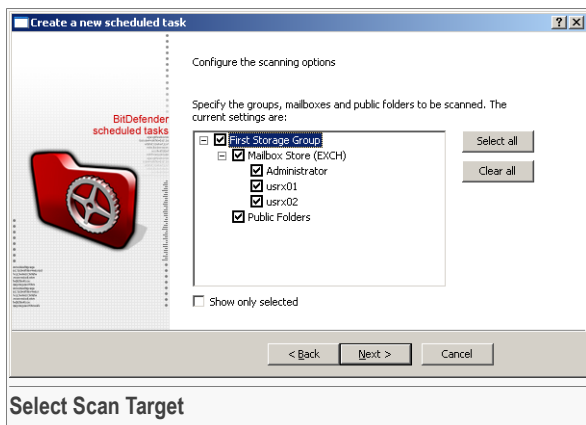 Create a new scheduled task
Configure the scanning options
BitDefender
scheduled tasks
Specify the groups, mailboxes and public folders to be scanned. The
current settings are:
First Storage Group
Mailbox Store (EXCH)
Administrator
usrx01
usrx02
Public Folders
Select all
Clear all
Show only selected
< Back
Next >
Cancel
Select Scan Target